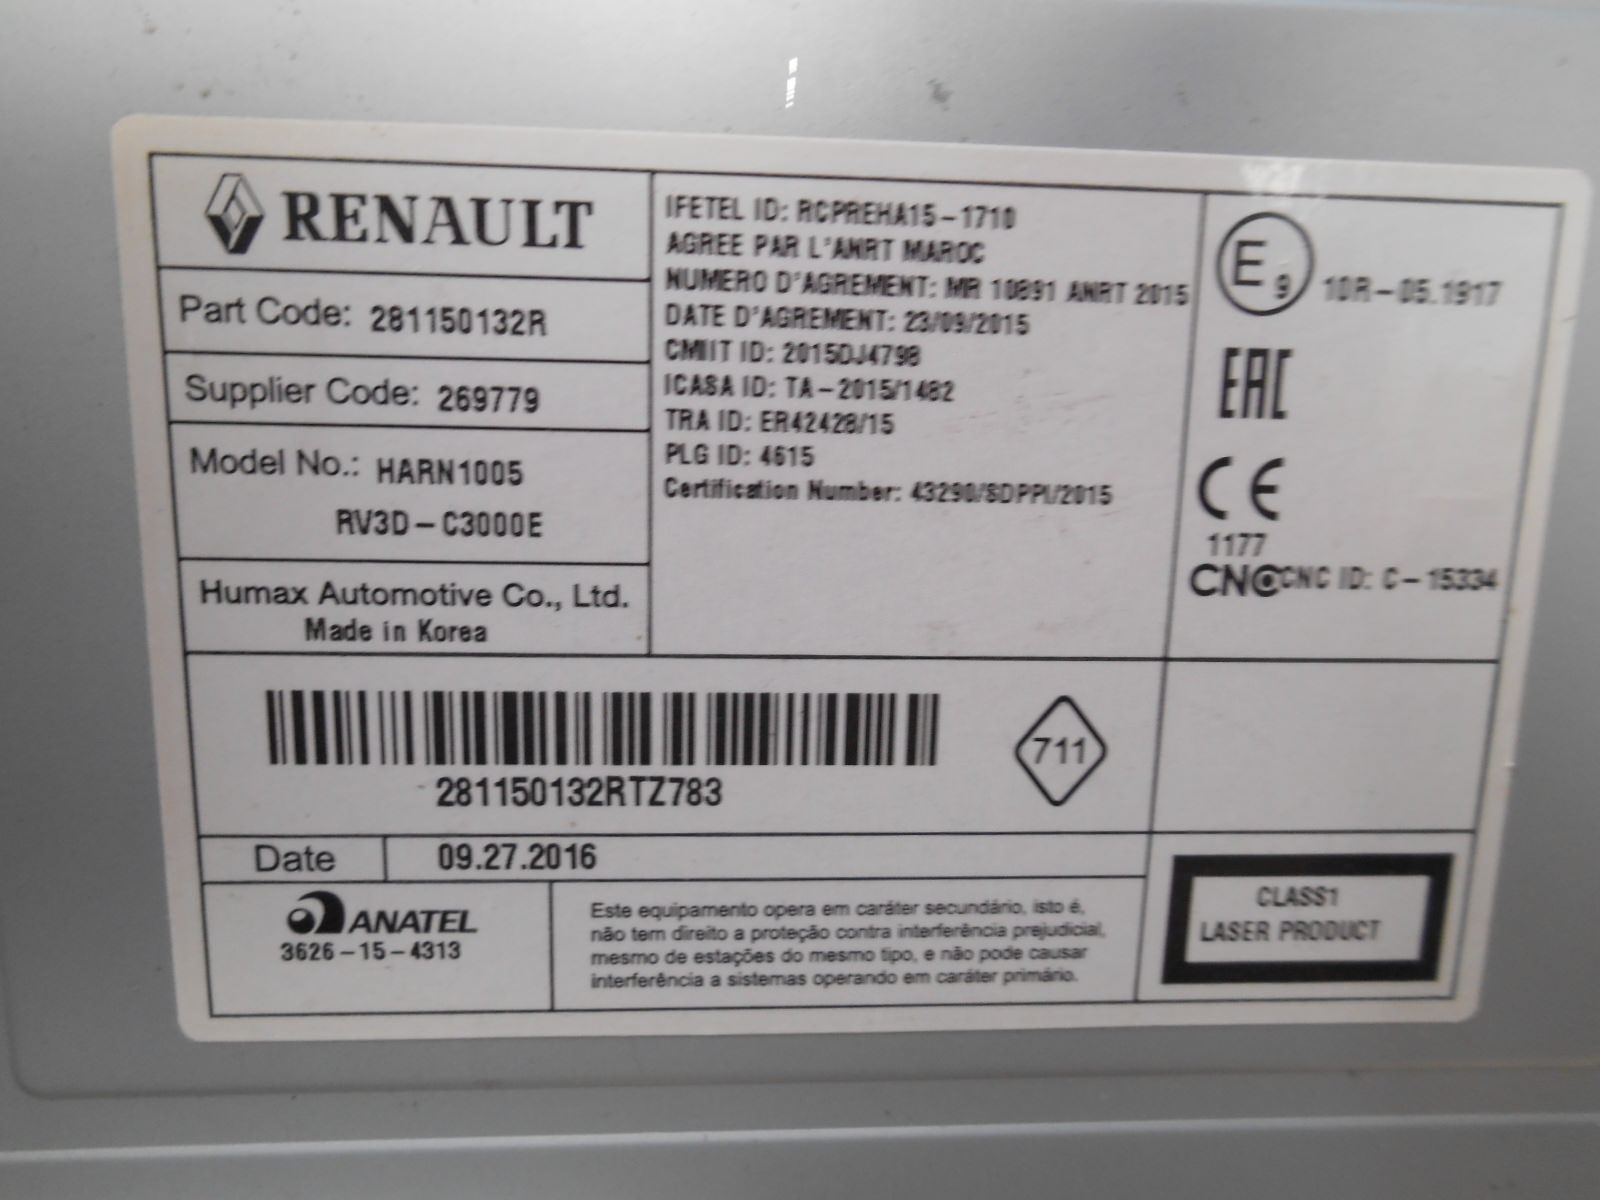 RENAULT
Part Code: 281150132R
Supplier Code: 269779
Model No.: HARN1005
RV3D-C3000E
Humax Automotive Co., Ltd.
Made in Korea
IFETEL ID: RCPREHA15-1710
AGREE PAR L'ANRT MAROC
NUMERO D'AGREMENT: MR 10891 ANRT 2015
DATE D'AGREMENT: 23/09/2015
CMIIT ID: 2015DJ4798
ICASA ID: TA-2015/1482
TRA ID: ER42428/15
PLG ID: 4615
Certification Number: 43290/SDPPI/2015
E9 10R-05.1917
EAC
CE
1177
CNC CNC ID: C-15334
281150132RTZ783
711
Date 09.27.2016
ANATEL
3626-15-4313
Este equipamento opera em caráter secundário, isto é,
não tem direito a proteção contra interferência prejudicial,
mesmo de estações do mesmo tipo, e não pode causar
interferência a sistemas operando em caráter primário.
CLASS1
LASER PRODUCT